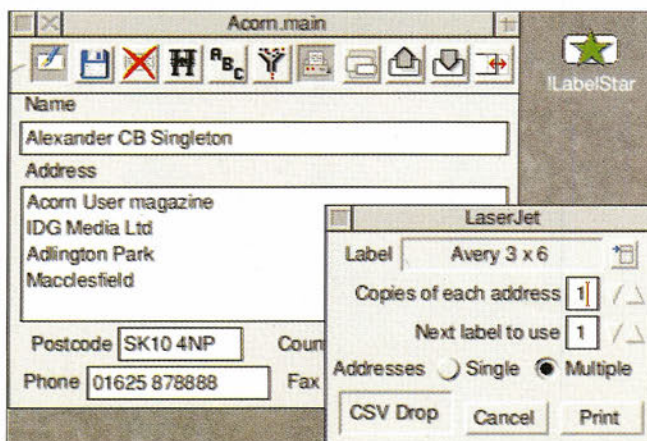 Acorn.main
ABC
!LabelStar
Name
Alexander CB Singleton
Address
Acorn User magazine
IDG Media Ltd
Adlington Park
Macclesfield
Postcode SK10 4NP Coun
Phone 01625 878888 Fax
LaserJet
Label Avery 3 x 6
Copies of each address 1
Next label to use 1
Addresses Single Multiple
CSV Drop Cancel Print